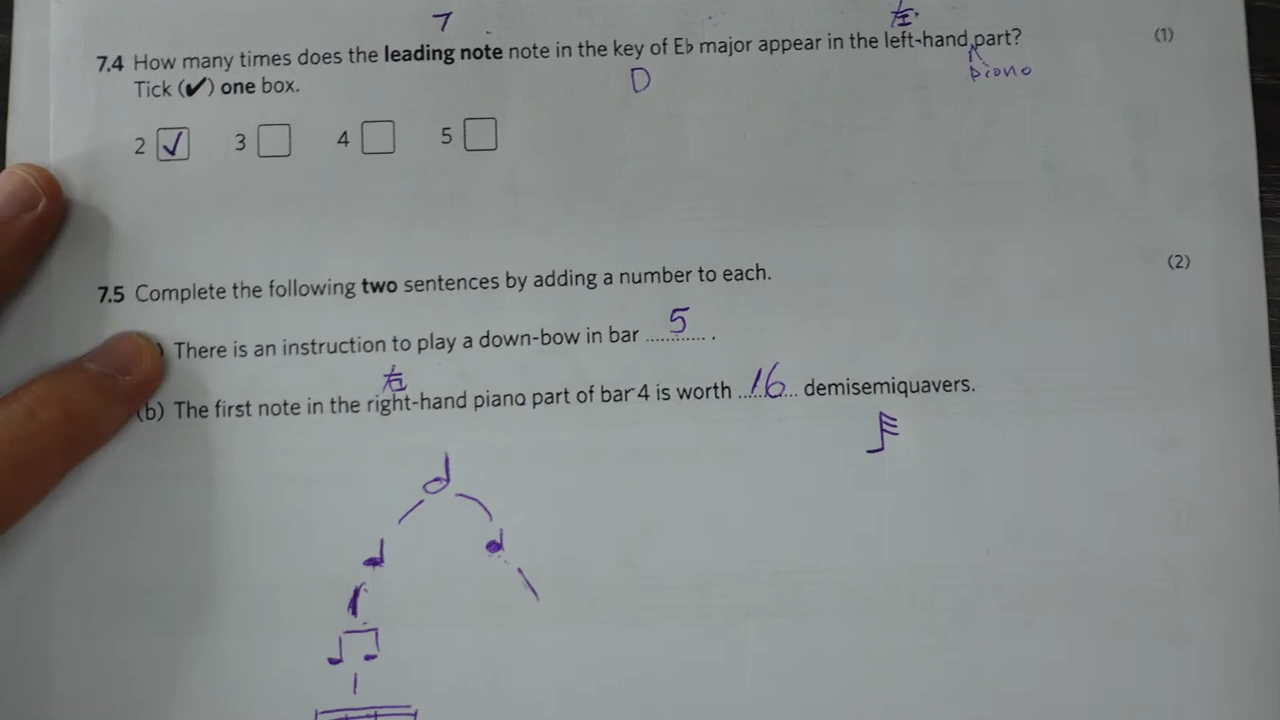 7
左
7.4 How many times does the leading note note in the key of E♭ major appear in the left-hand part? (1)
D
piano
Tick (✔) one box.
2 ✓ 3 4 5
7.5 Complete the following two sentences by adding a number to each. (2)
) There is an instruction to play a down-bow in bar ...5... .
右
(b) The first note in the right-hand piano part of bar 4 is worth ...16... demisemiquavers.